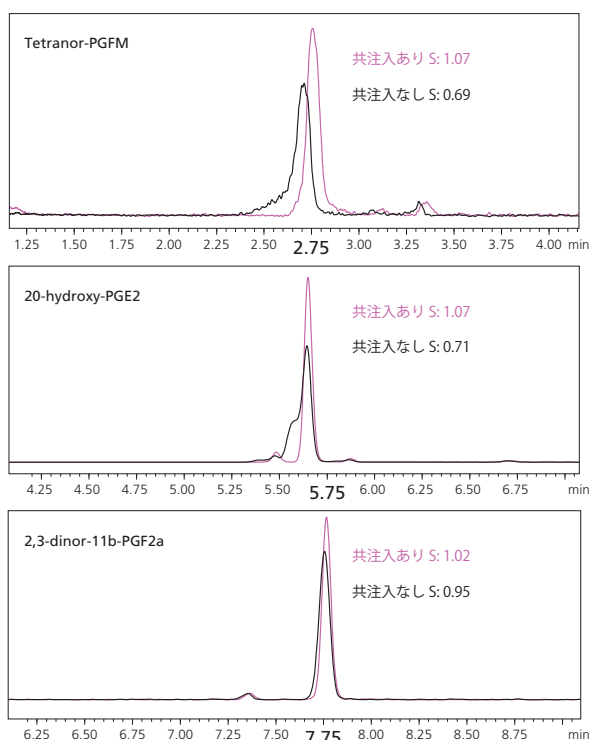 Tetranor-PGFM
共注入あり S: 1.07
共注入なし S: 0.69
1.25 1.50 1.75 2.00 2.25 2.50 2.75 3.00 3.25 3.50 3.75 4.00 min
20-hydroxy-PGE2
共注入あり S: 1.07
共注入なし S: 0.71
4.25 4.50 4.75 5.00 5.25 5.50 5.75 6.00 6.25 6.50 6.75 min
2,3-dinor-11b-PGF2a
共注入あり S: 1.02
共注入なし S: 0.95
6.25 6.50 6.75 7.00 7.25 7.50 7.75 8.00 8.25 8.50 8.75 min